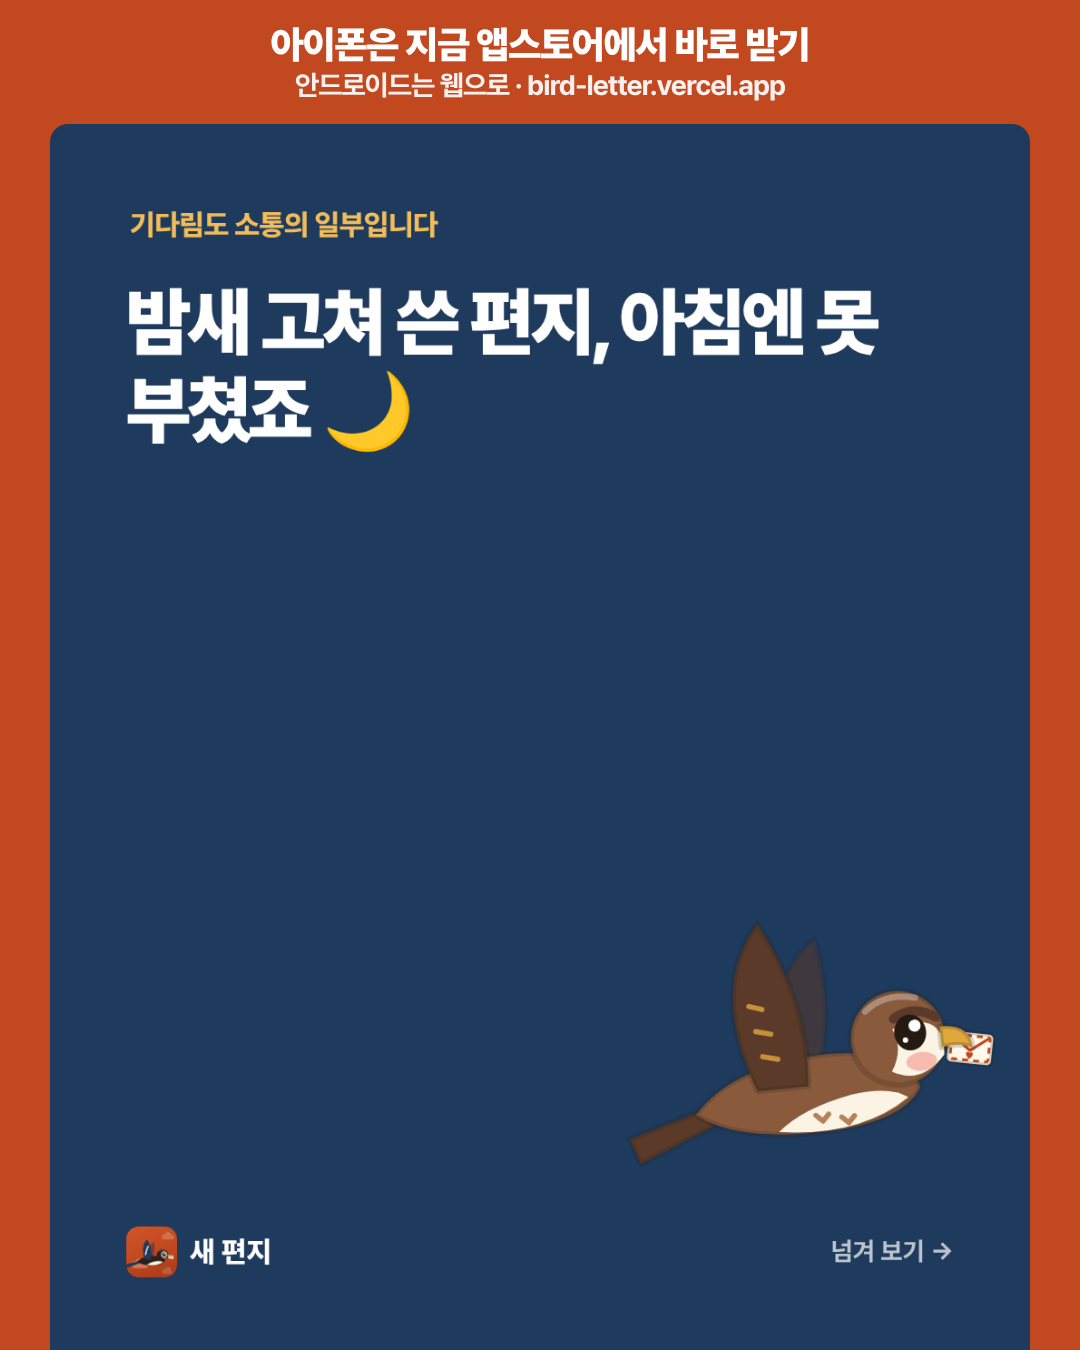 아이폰은 지금 앱스토어에서 바로 받기
안드로이드는 웹으로 · bird-letter.vercel.app
기다림도 소통의 일부입니다
밤새 고쳐 쓴 편지, 아침엔 못
부쳤죠 🌙
새 편지
넘겨 보기 →